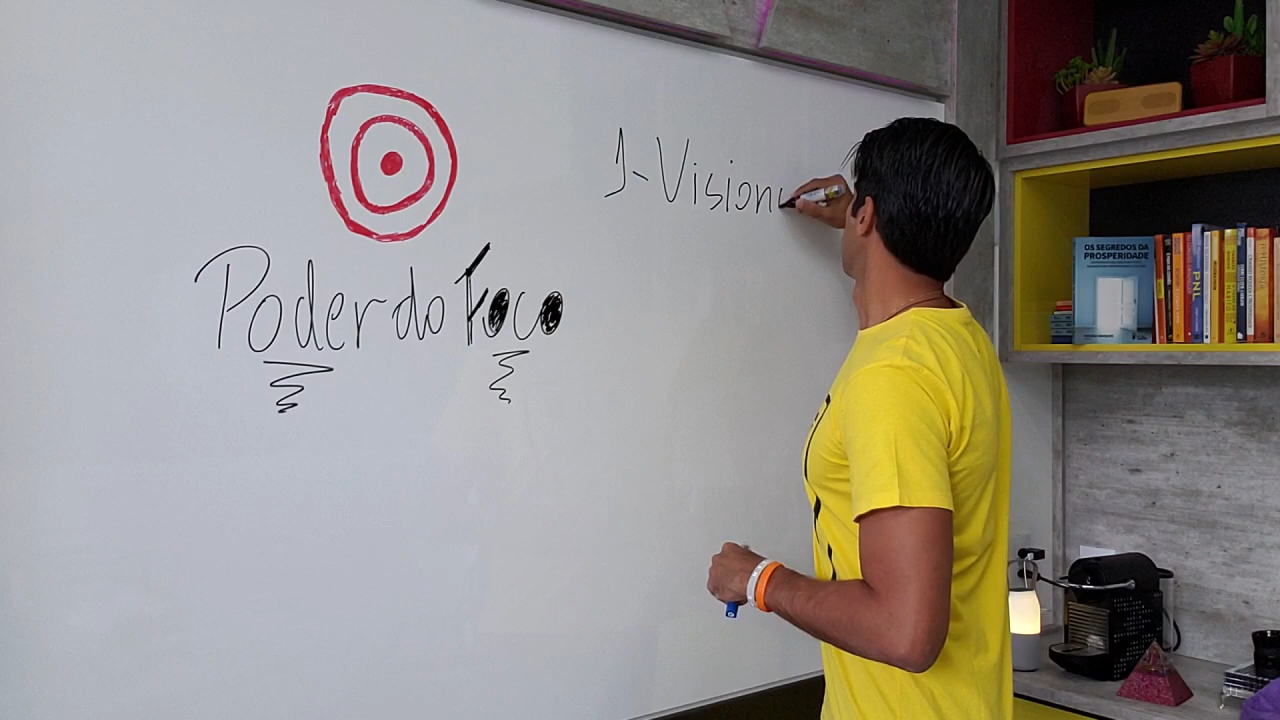 Poder do Foco
1-Vision
OS SEGREDOS DA
PROSPERIDADE
PNL